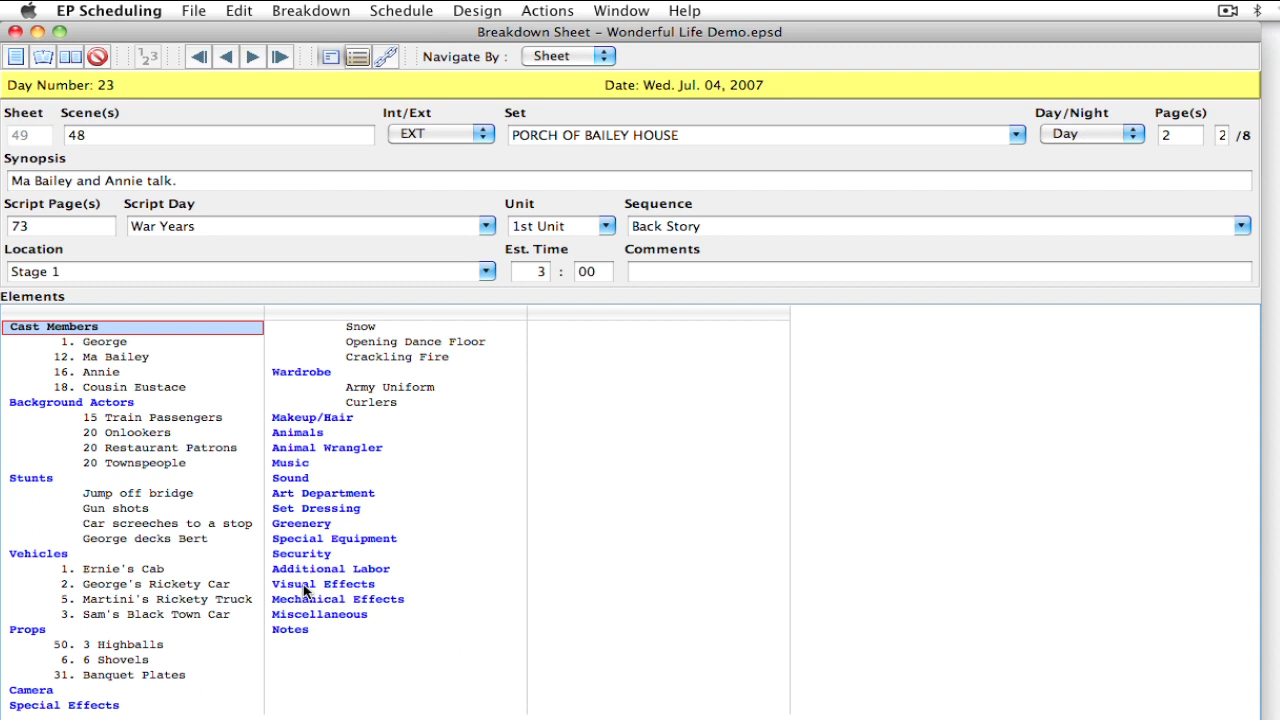 EP Scheduling File Edit Breakdown Schedule Design Actions Window Help
Breakdown Sheet – Wonderful Life Demo.epsd
123 Navigate By : Sheet
Day Number: 23 Date: Wed. Jul. 04, 2007
Sheet Scene(s) Int/Ext Set Day/Night Page(s)
49 48 EXT PORCH OF BAILEY HOUSE Day 2 2 /8
Synopsis
Ma Bailey and Annie talk.
Script Page(s) Script Day Unit Sequence
73 War Years 1st Unit Back Story
Location Est. Time Comments
Stage 1 3 : 00
Elements
Cast Members
1. George
12. Ma Bailey
16. Annie
18. Cousin Eustace
Background Actors
15 Train Passengers
20 Onlookers
20 Restaurant Patrons
20 Townspeople
Stunts
Jump off bridge
Gun shots
Car screeches to a stop
George decks Bert
Vehicles
1. Ernie's Cab
2. George's Rickety Car
5. Martini's Rickety Truck
3. Sam's Black Town Car
Props
50. 3 Highballs
6. 6 Shovels
31. Banquet Plates
Camera
Special Effects
Snow
Opening Dance Floor
Crackling Fire
Wardrobe
Army Uniform
Curlers
Makeup/Hair
Animals
Animal Wrangler
Music
Sound
Art Department
Set Dressing
Greenery
Special Equipment
Security
Additional Labor
Visual Effects
Mechanical Effects
Miscellaneous
Notes